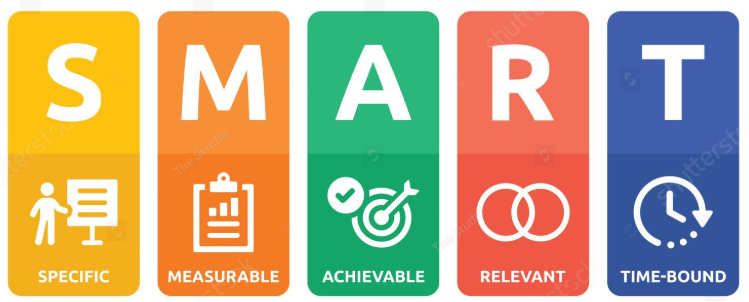 S M A R T
SPECIFIC MEASURABLE ACHIEVABLE RELEVANT TIME-BOUND